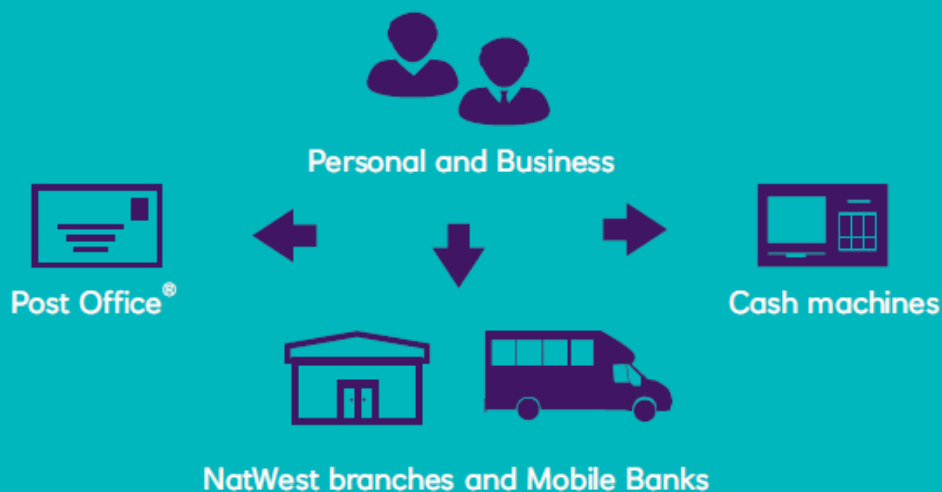 Personal and Business
Post Office®
Cash machines
NatWest branches and Mobile Banks